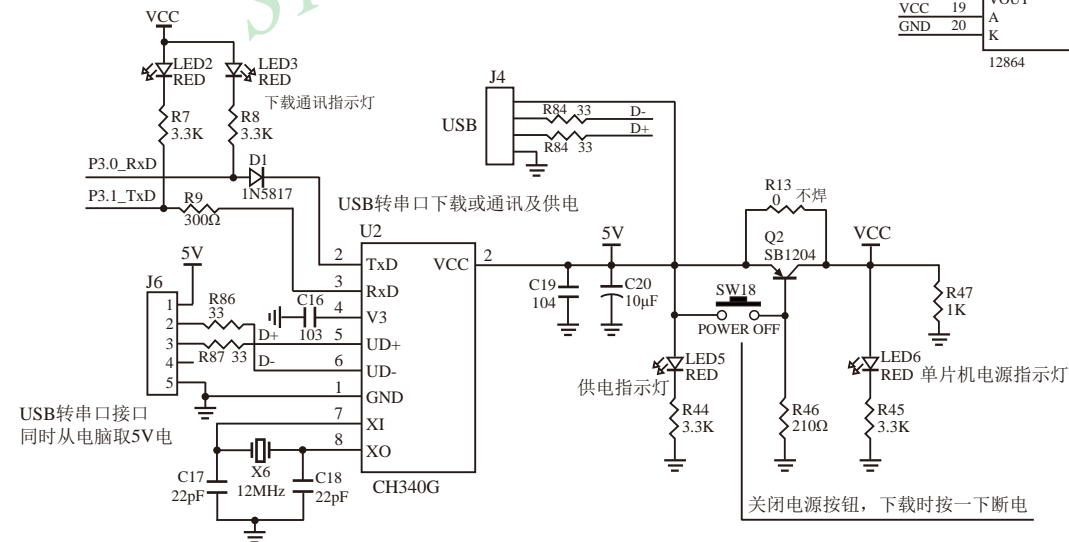 VCC
LED2
RED
LED3
RED
下载通讯指示灯
R7
3.3K
R8
3.3K
P3.0_RxD
D1
1N5817
P3.1_TxD
R9
300Ω
J4
USB
R84 33
D-
D+
R84 33
VCC 19
A
GND 20
K
12864
USB转串口下载或通讯及供电
U2
2
TxD
VCC
2
3
RxD
4
V3
5
UD+
6
UD-
1
GND
7
XI
8
XO
CH340G
5V
J6
1
2
3
4
5
R86
33
D+
R87 33
D-
C16
103
USB转串口接口
同时从电脑取5V电
C17
22pF
X6
12MHz
C18
22pF
5V
C19
104
C20
10μF
R13
0 不焊
Q2
SB1204
VCC
SW18
POWER OFF
R47
1K
LED5
RED
供电指示灯
R44
3.3K
R46
210Ω
LED6
RED 单片机电源指示灯
R45
3.3K
关闭电源按钮，下载时按一下断电